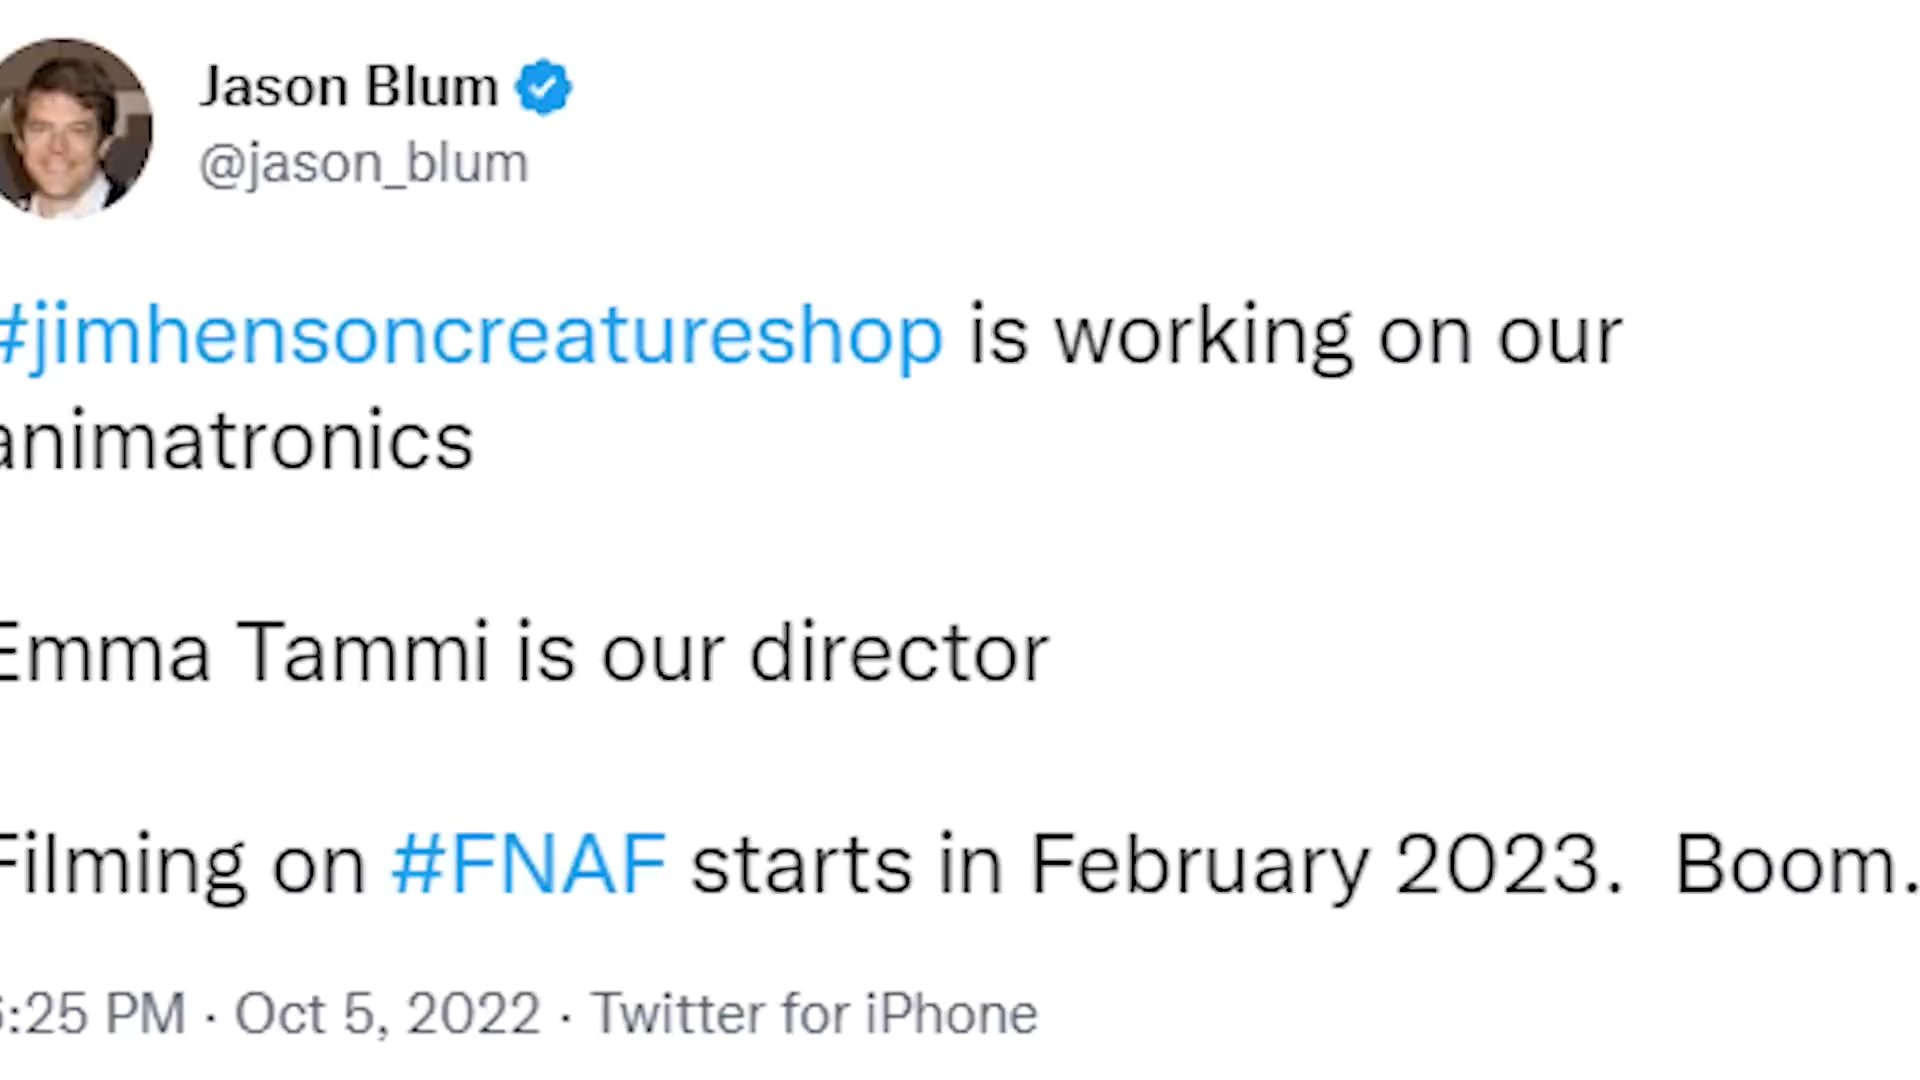 Jason Blum
@jason_blum
#jimhensoncreatureshop is working on our
animatronics
Emma Tammi is our director
Filming on #FNAF starts in February 2023.  Boom.
:25 PM · Oct 5, 2022 · Twitter for iPhone